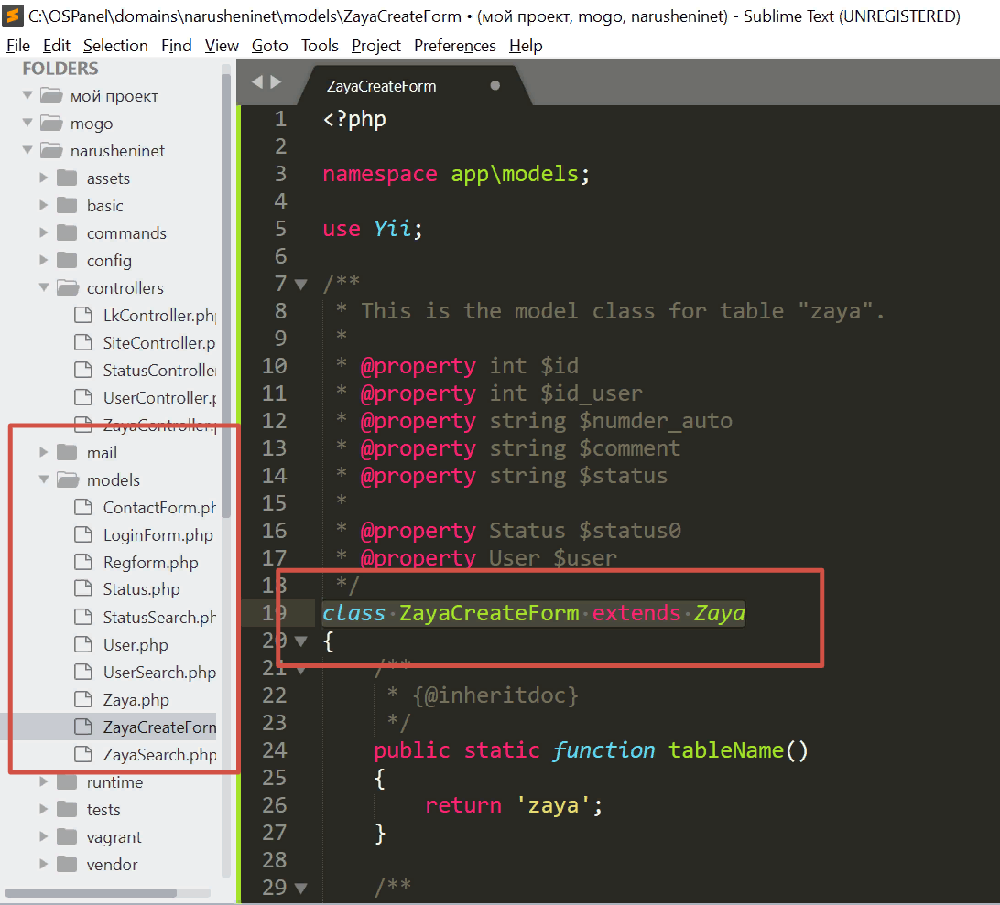 C:\OSPanel\domains\narusheninet\models\ZayaCreateForm • (мой проект, mogo, narusheninet) - Sublime Text (UNREGISTERED)
File Edit Selection Find View Goto Tools Project Preferences Help
FOLDERS
мой проект
mogo
narusheninet
assets
basic
commands
config
controllers
LkController.php
SiteController.p
StatusController
UserController.p
ZayaController.p
mail
models
ContactForm.ph
LoginForm.php
Regform.php
Status.php
StatusSearch.ph
User.php
UserSearch.php
Zaya.php
ZayaCreateForm
ZayaSearch.php
runtime
tests
vagrant
vendor
ZayaCreateForm
1 <?php
2
3 namespace app\models;
4
5 use Yii;
6
7 /**
8 * This is the model class for table "zaya".
9 *
10 * @property int $id
11 * @property int $id_user
12 * @property string $numder_auto
13 * @property string $comment
14 * @property string $status
15 *
16 * @property Status $status0
17 * @property User $user
18 */
19 class ZayaCreateForm extends Zaya
20 {
21 /**
22 * {@inheritdoc}
23 */
24 public static function tableName()
25 {
26 return 'zaya';
27 }
28
29 /**